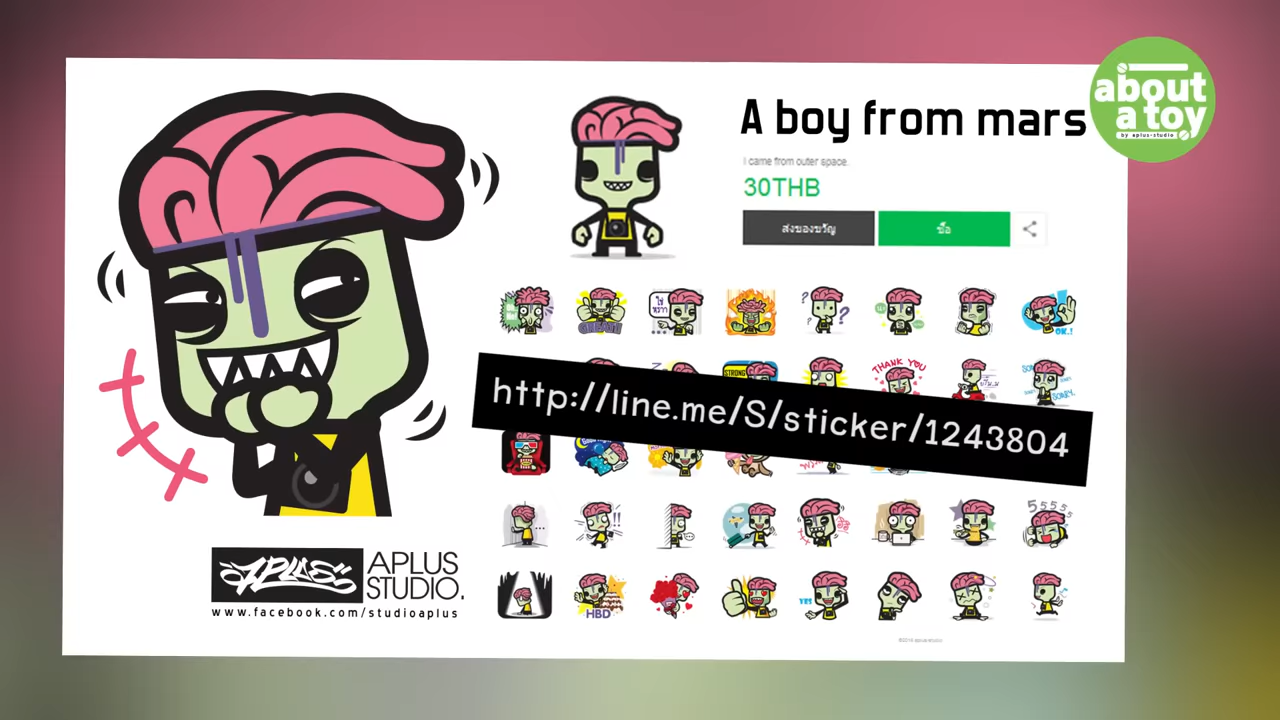 about
a toy
by aplus-studio
A boy from mars
I came from outer space.
30THB
ส่งของขวัญ
ซื้อ
GREAT!
OK.!
STRONG
THANK YOU
SORRY.
http://line.me/S/sticker/1243804
55555
HBD
YES
APLUS
APLUS
STUDIO.
www.facebook.com/studioaplus